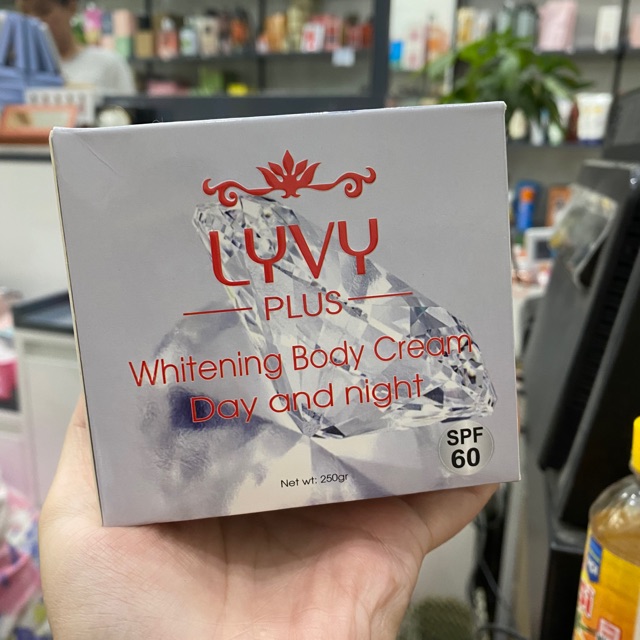 LYVY
PLUS
Whitening Body Cream
Day and night
SPF
60
Net wt: 250gr